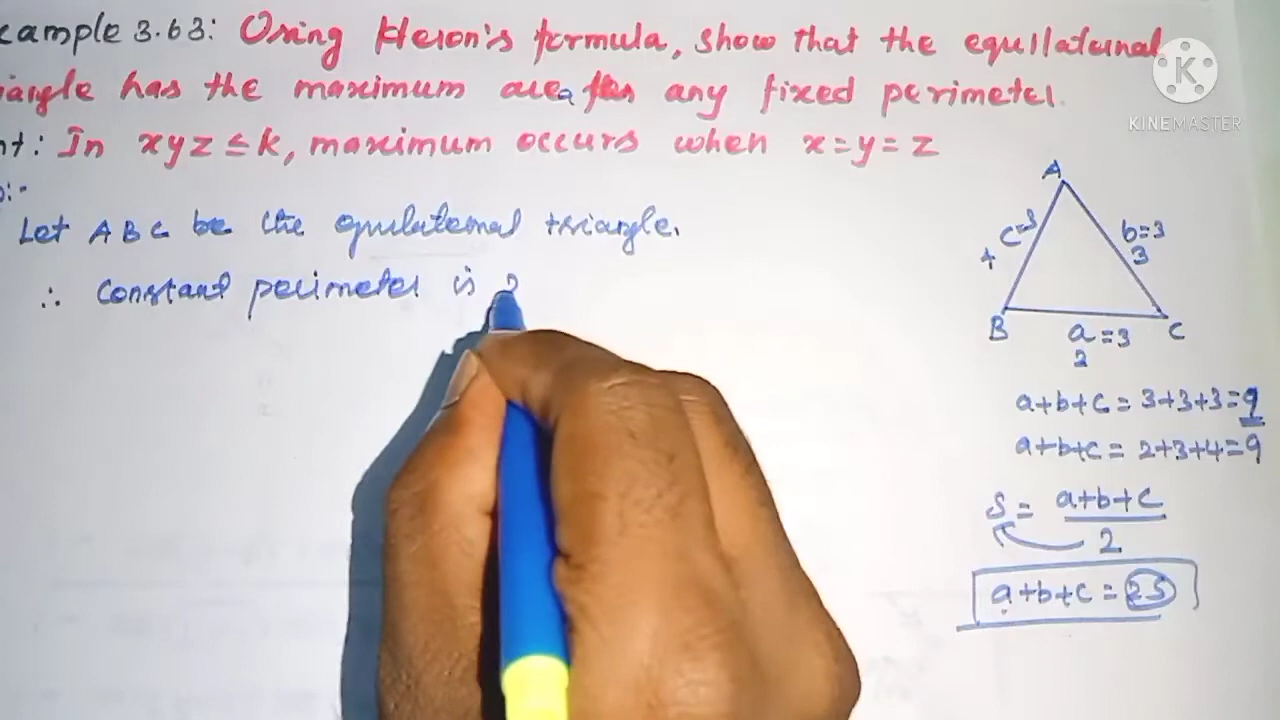 xample 3.63: Using Heron's formula, show that the equilateral
iangle has the maximum area for any fixed perimeter.
nt: In xyz ≤ k, maximum occurs when x=y=z
o:-
Let ABC be the equilateral triangle.
∴ Constant perimeter is 2
K
KINEMASTER
A
c=3
4
b=3
3
B
a=3
2
C
a+b+c = 3+3+3=9
a+b+c = 2+3+4=9
S = a+b+c
2
a+b+c = 2S